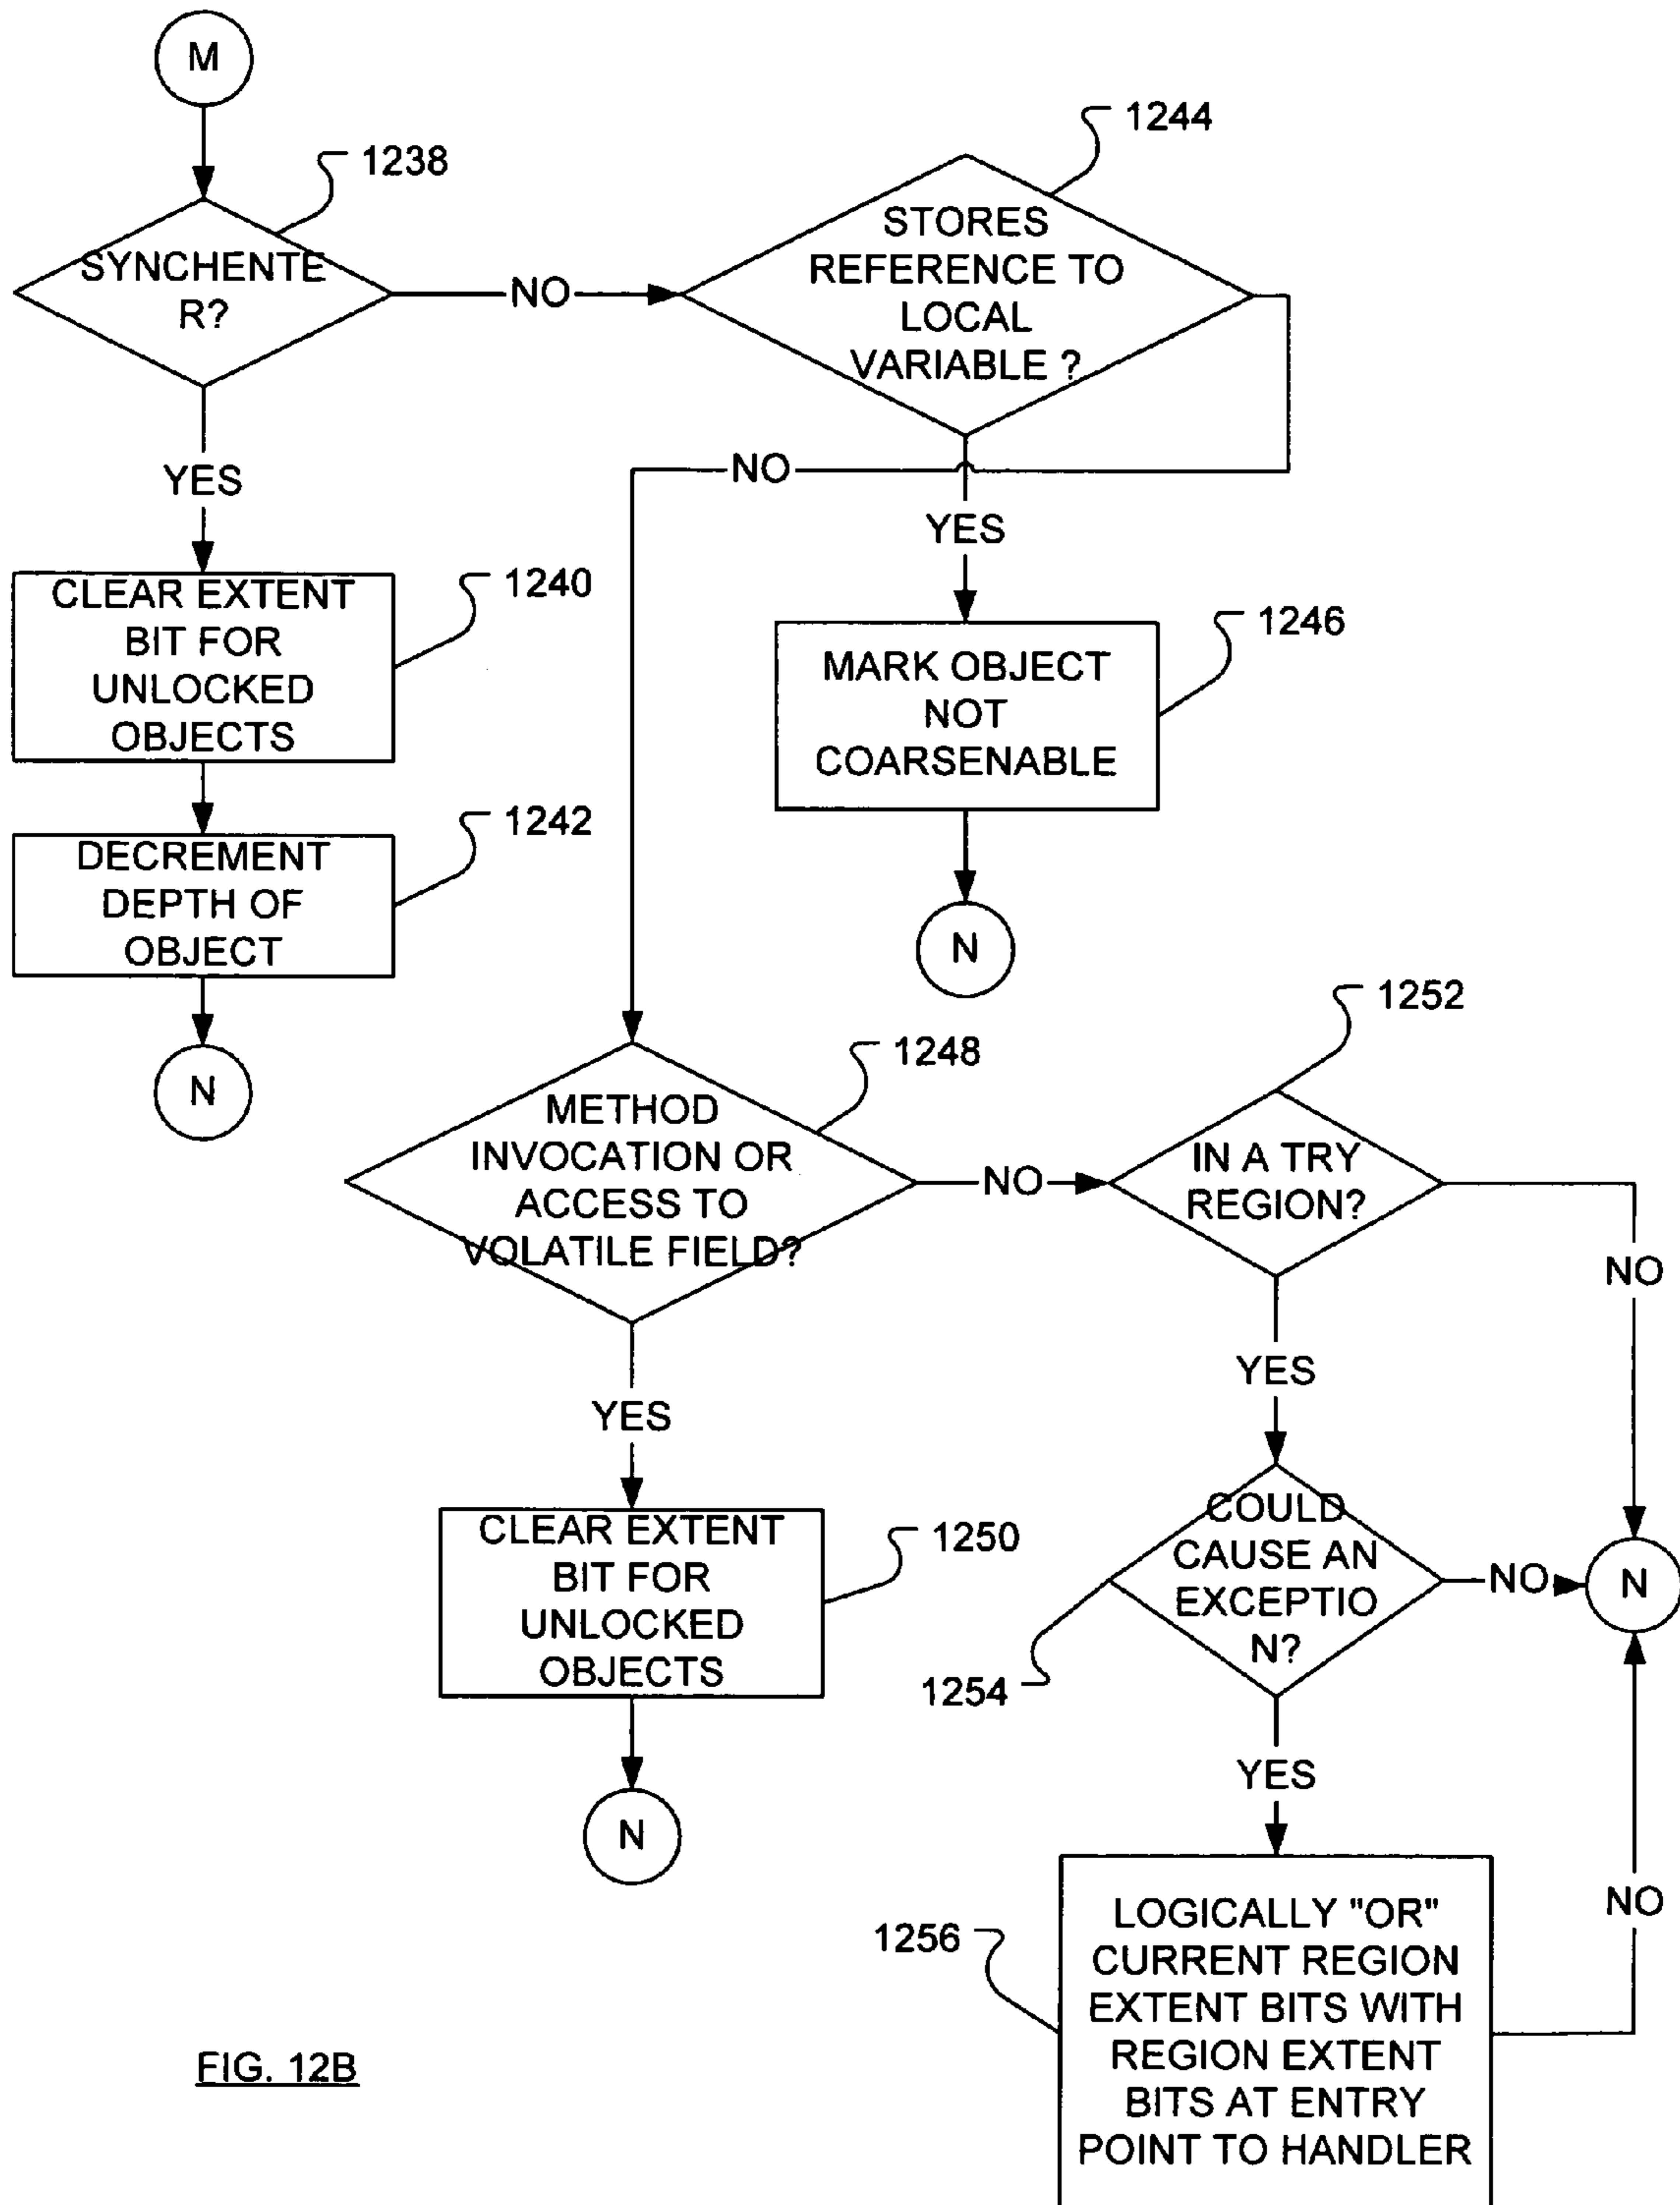 M
1238
SYNCHENTE
R?
NO
1244
STORES
REFERENCE TO
LOCAL
VARIABLE ?
YES
NO
YES
1240
CLEAR EXTENT
BIT FOR
UNLOCKED
OBJECTS
1246
MARK OBJECT
NOT
COARSENABLE
1242
DECREMENT
DEPTH OF
OBJECT
N
N
1248
METHOD
INVOCATION OR
ACCESS TO
VOLATILE FIELD?
NO
1252
IN A TRY
REGION?
NO
YES
YES
1250
CLEAR EXTENT
BIT FOR
UNLOCKED
OBJECTS
N
COULD
CAUSE AN
EXCEPTIO
N?
1254
NO
N
YES
1256
LOGICALLY "OR"
CURRENT REGION
EXTENT BITS WITH
REGION EXTENT
BITS AT ENTRY
POINT TO HANDLER
NO
FIG. 12B